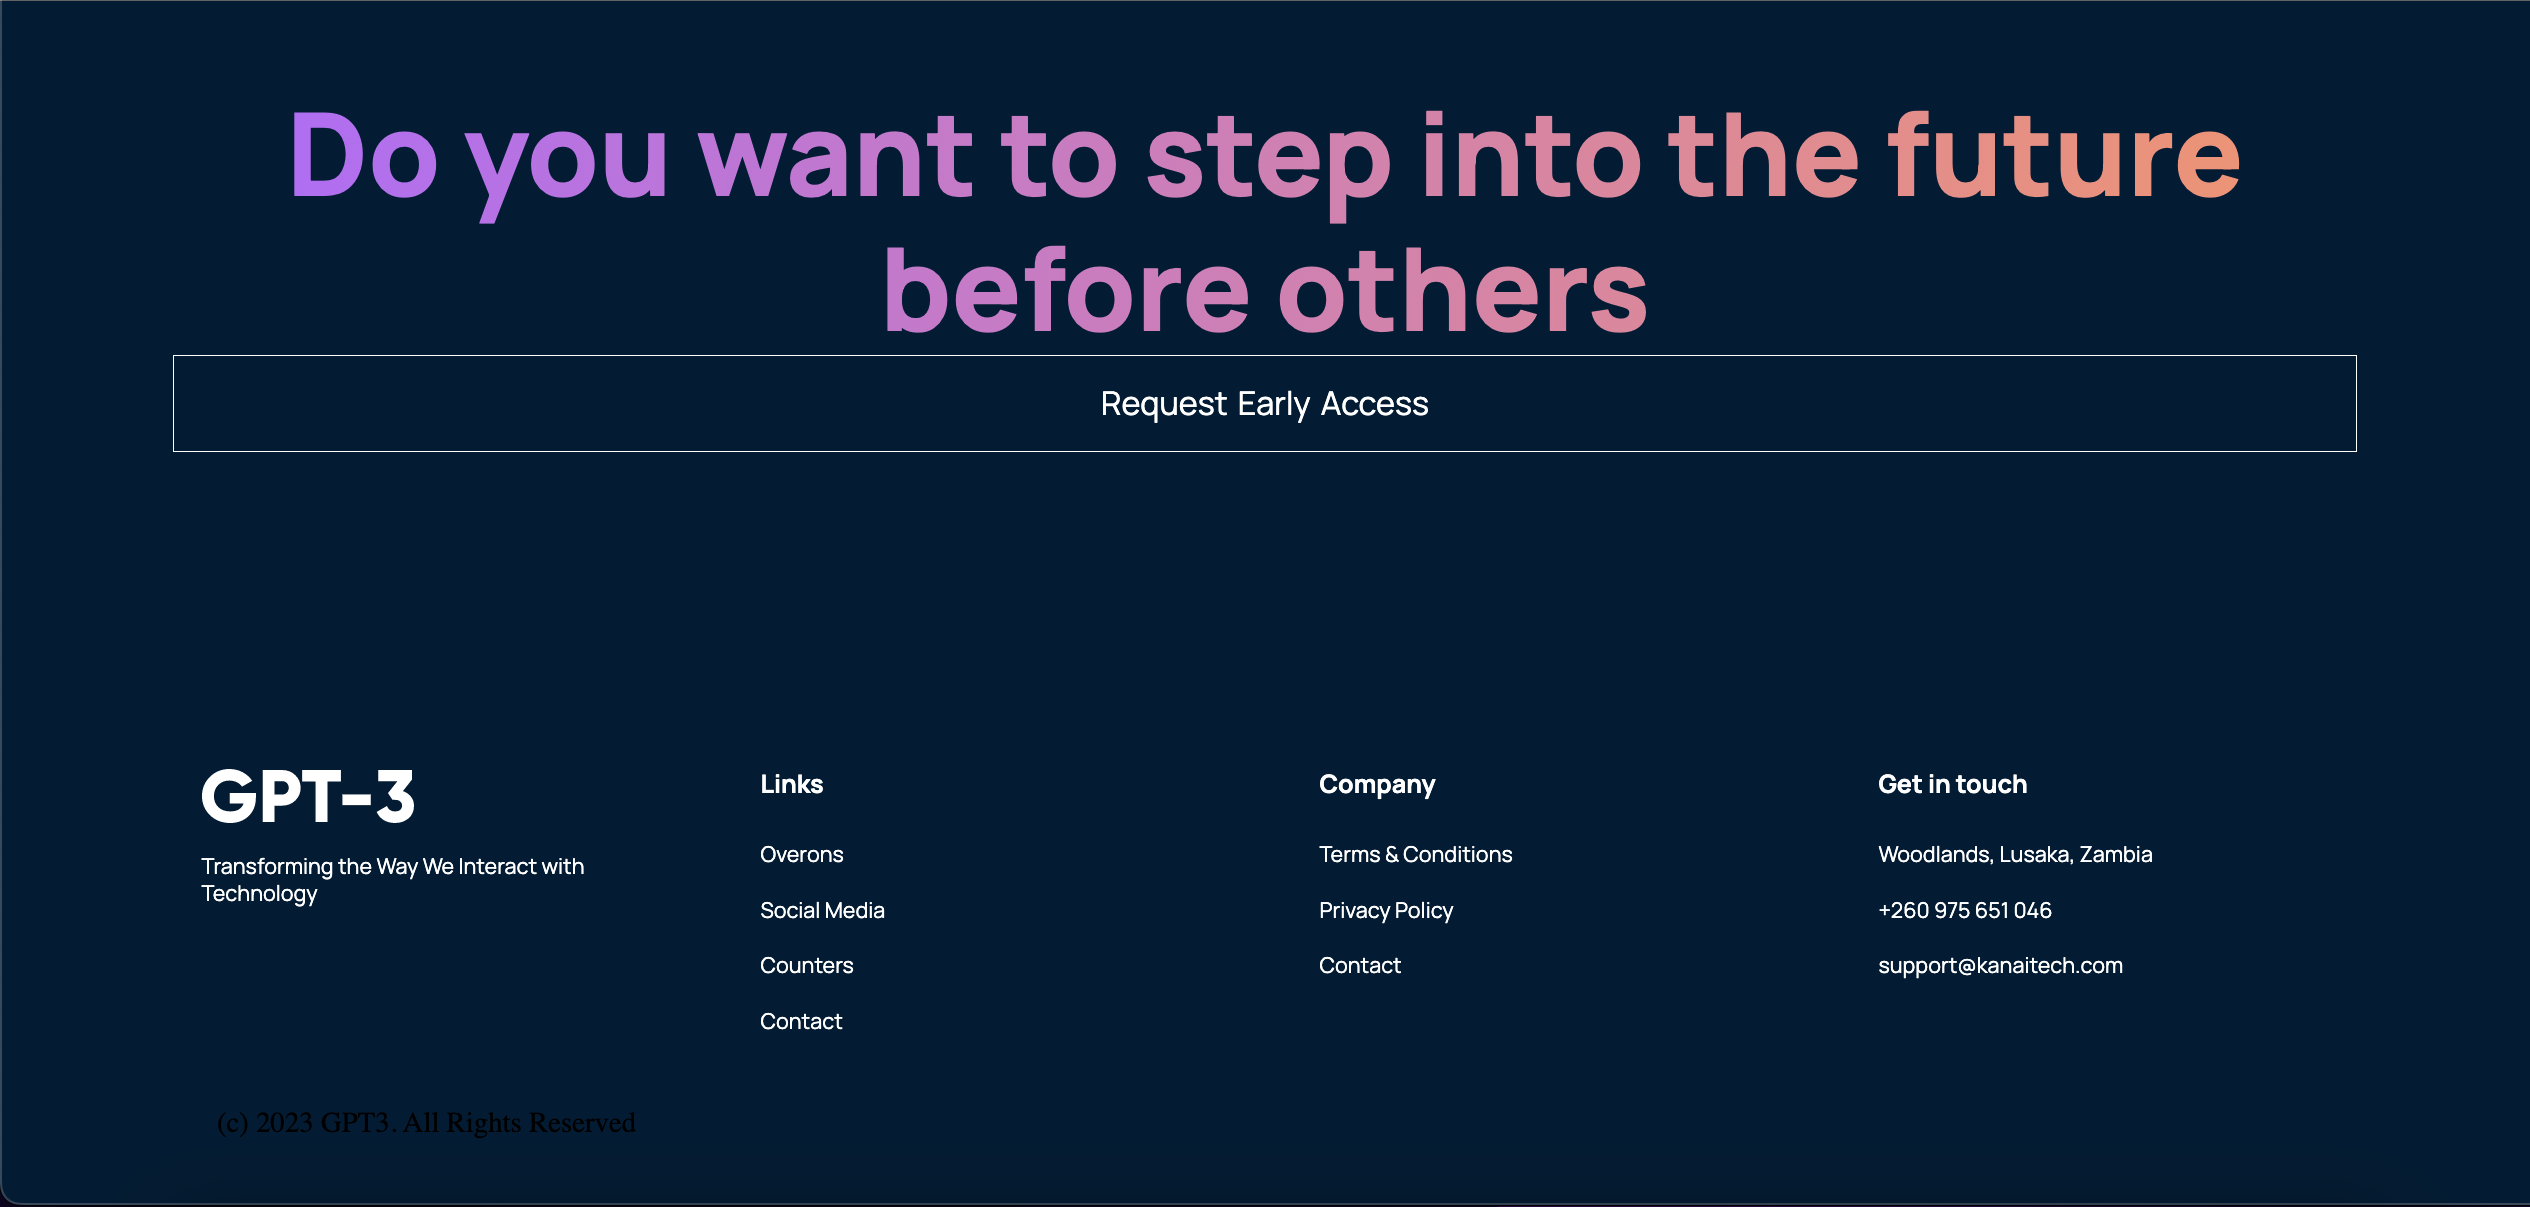 Do you want to step into the future
before others
Request Early Access
GPT-3
Transforming the Way We Interact with
Technology
Links
Overons
Social Media
Counters
Contact
Company
Terms & Conditions
Privacy Policy
Contact
Get in touch
Woodlands, Lusaka, Zambia
+260 975 651 046
support@kanaitech.com
(c) 2023 GPT3. All Rights Reserved